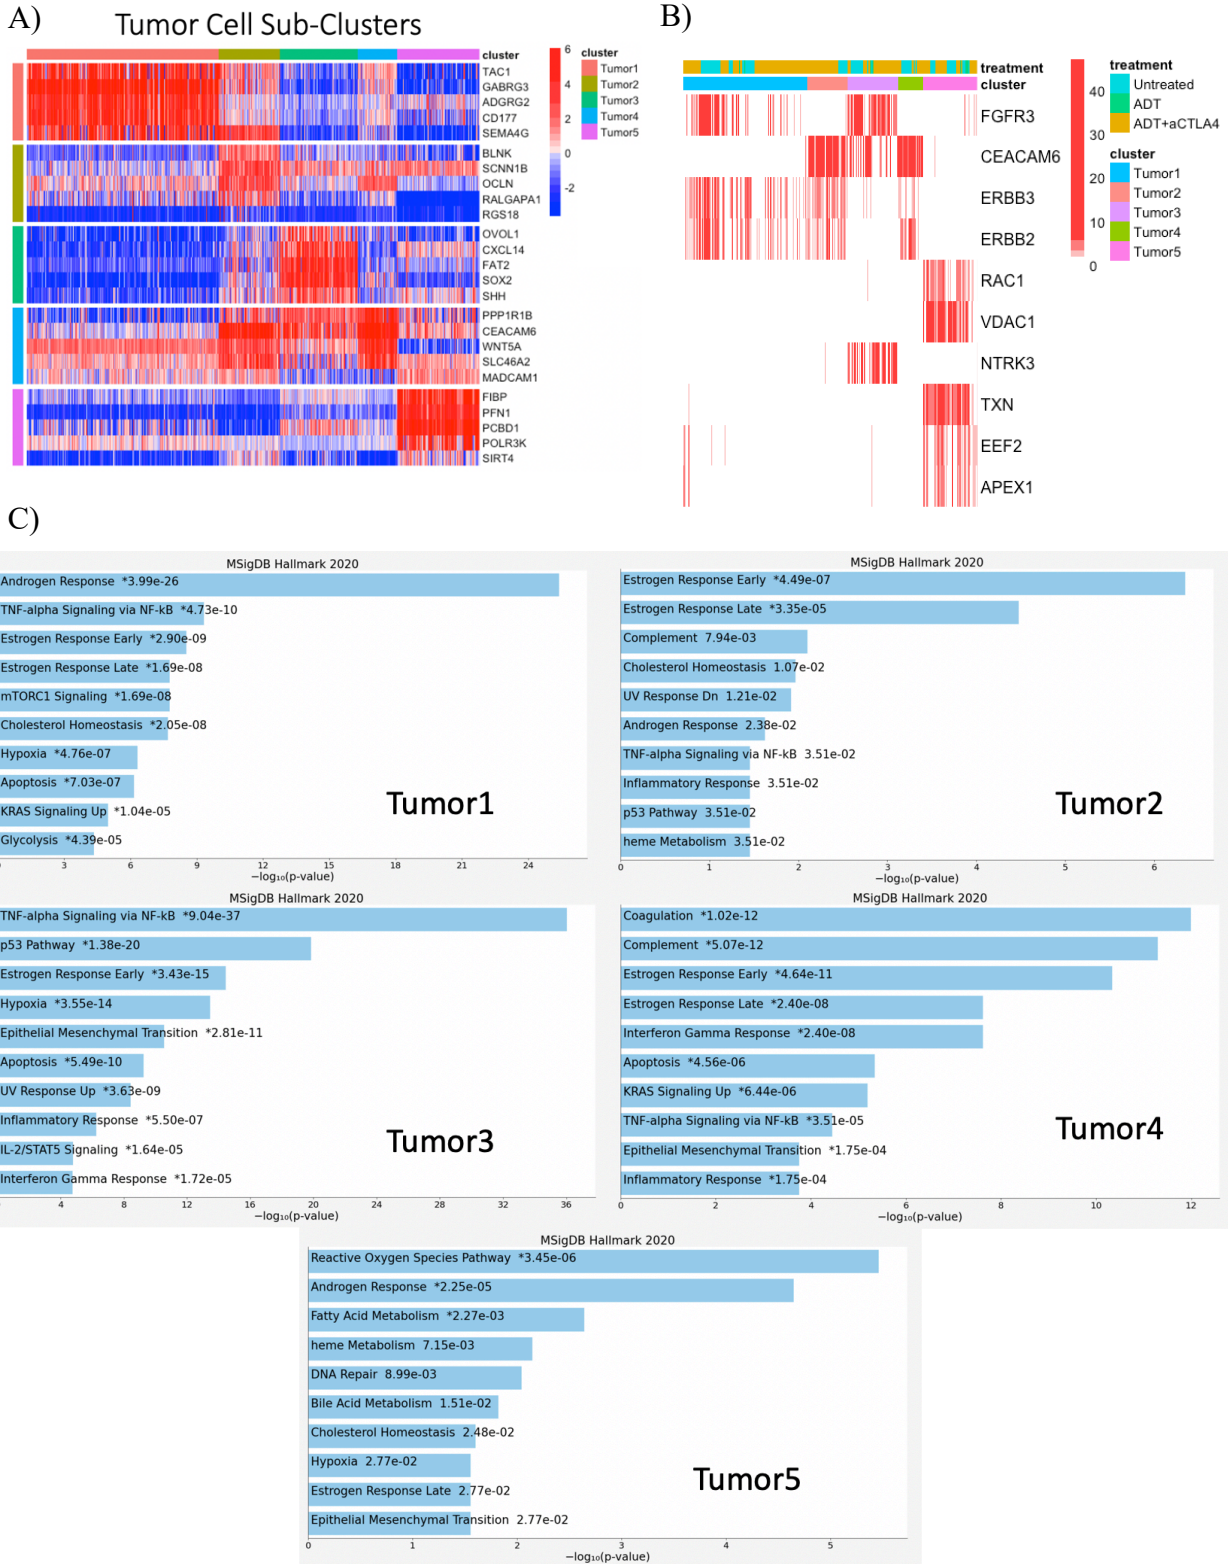 A)
Tumor Cell Sub-Clusters
cluster
TAC1
GABRG3
ADGRG2
CD177
SEMA4G
BLNK
SCNN1B
OCLN
RALGAPA1
RGS18
OVOL1
CXCL14
FAT2
SOX2
SHH
PPP1R1B
CEACAM6
WNT5A
SLC46A2
MADCAM1
FIBP
PFN1
PCBD1
POLR3K
SIRT4
6
4
2
0
-2
cluster
Tumor1
Tumor2
Tumor3
Tumor4
Tumor5
B)
treatment
cluster
FGFR3
CEACAM6
ERBB3
ERBB2
RAC1
VDAC1
NTRK3
TXN
EEF2
APEX1
40
30
20
10
0
treatment
Untreated
ADT
ADT+aCTLA4
cluster
Tumor1
Tumor2
Tumor3
Tumor4
Tumor5
C)
MSigDB Hallmark 2020
Androgen Response *3.99e-26
TNF-alpha Signaling via NF-kB *4.73e-10
Estrogen Response Early *2.90e-09
Estrogen Response Late *1.69e-08
mTORC1 Signaling *1.69e-08
Cholesterol Homeostasis *2.05e-08
Hypoxia *4.76e-07
Apoptosis *7.03e-07
KRAS Signaling Up *1.04e-05
Glycolysis *4.39e-05
Tumor1
3 6 9 12 15 18 21 24
−log₁₀(p-value)
MSigDB Hallmark 2020
Estrogen Response Early *4.49e-07
Estrogen Response Late *3.35e-05
Complement 7.94e-03
Cholesterol Homeostasis 1.07e-02
UV Response Dn 1.21e-02
Androgen Response 2.38e-02
TNF-alpha Signaling via NF-kB 3.51e-02
Inflammatory Response 3.51e-02
p53 Pathway 3.51e-02
heme Metabolism 3.51e-02
Tumor2
0 1 2 3 4 5 6
−log₁₀(p-value)
MSigDB Hallmark 2020
TNF-alpha Signaling via NF-kB *9.04e-37
p53 Pathway *1.38e-20
Estrogen Response Early *3.43e-15
Hypoxia *3.55e-14
Epithelial Mesenchymal Transition *2.81e-11
Apoptosis *5.49e-10
UV Response Up *3.63e-09
Inflammatory Response *5.50e-07
IL-2/STAT5 Signaling *1.64e-05
Interferon Gamma Response *1.72e-05
Tumor3
4 8 12 16 20 24 28 32 36
−log₁₀(p-value)
MSigDB Hallmark 2020
Coagulation *1.02e-12
Complement *5.07e-12
Estrogen Response Early *4.64e-11
Estrogen Response Late *2.40e-08
Interferon Gamma Response *2.40e-08
Apoptosis *4.56e-06
KRAS Signaling Up *6.44e-06
TNF-alpha Signaling via NF-kB *3.51e-05
Epithelial Mesenchymal Transition *1.75e-04
Inflammatory Response *1.75e-04
Tumor4
0 2 4 6 8 10 12
−log₁₀(p-value)
MSigDB Hallmark 2020
Reactive Oxygen Species Pathway *3.45e-06
Androgen Response *2.25e-05
Fatty Acid Metabolism *2.27e-03
heme Metabolism 7.15e-03
DNA Repair 8.99e-03
Bile Acid Metabolism 1.51e-02
Cholesterol Homeostasis 2.48e-02
Hypoxia 2.77e-02
Estrogen Response Late 2.77e-02
Epithelial Mesenchymal Transition 2.77e-02
Tumor5
0 1 2 3 4 5
−log₁₀(p-value)